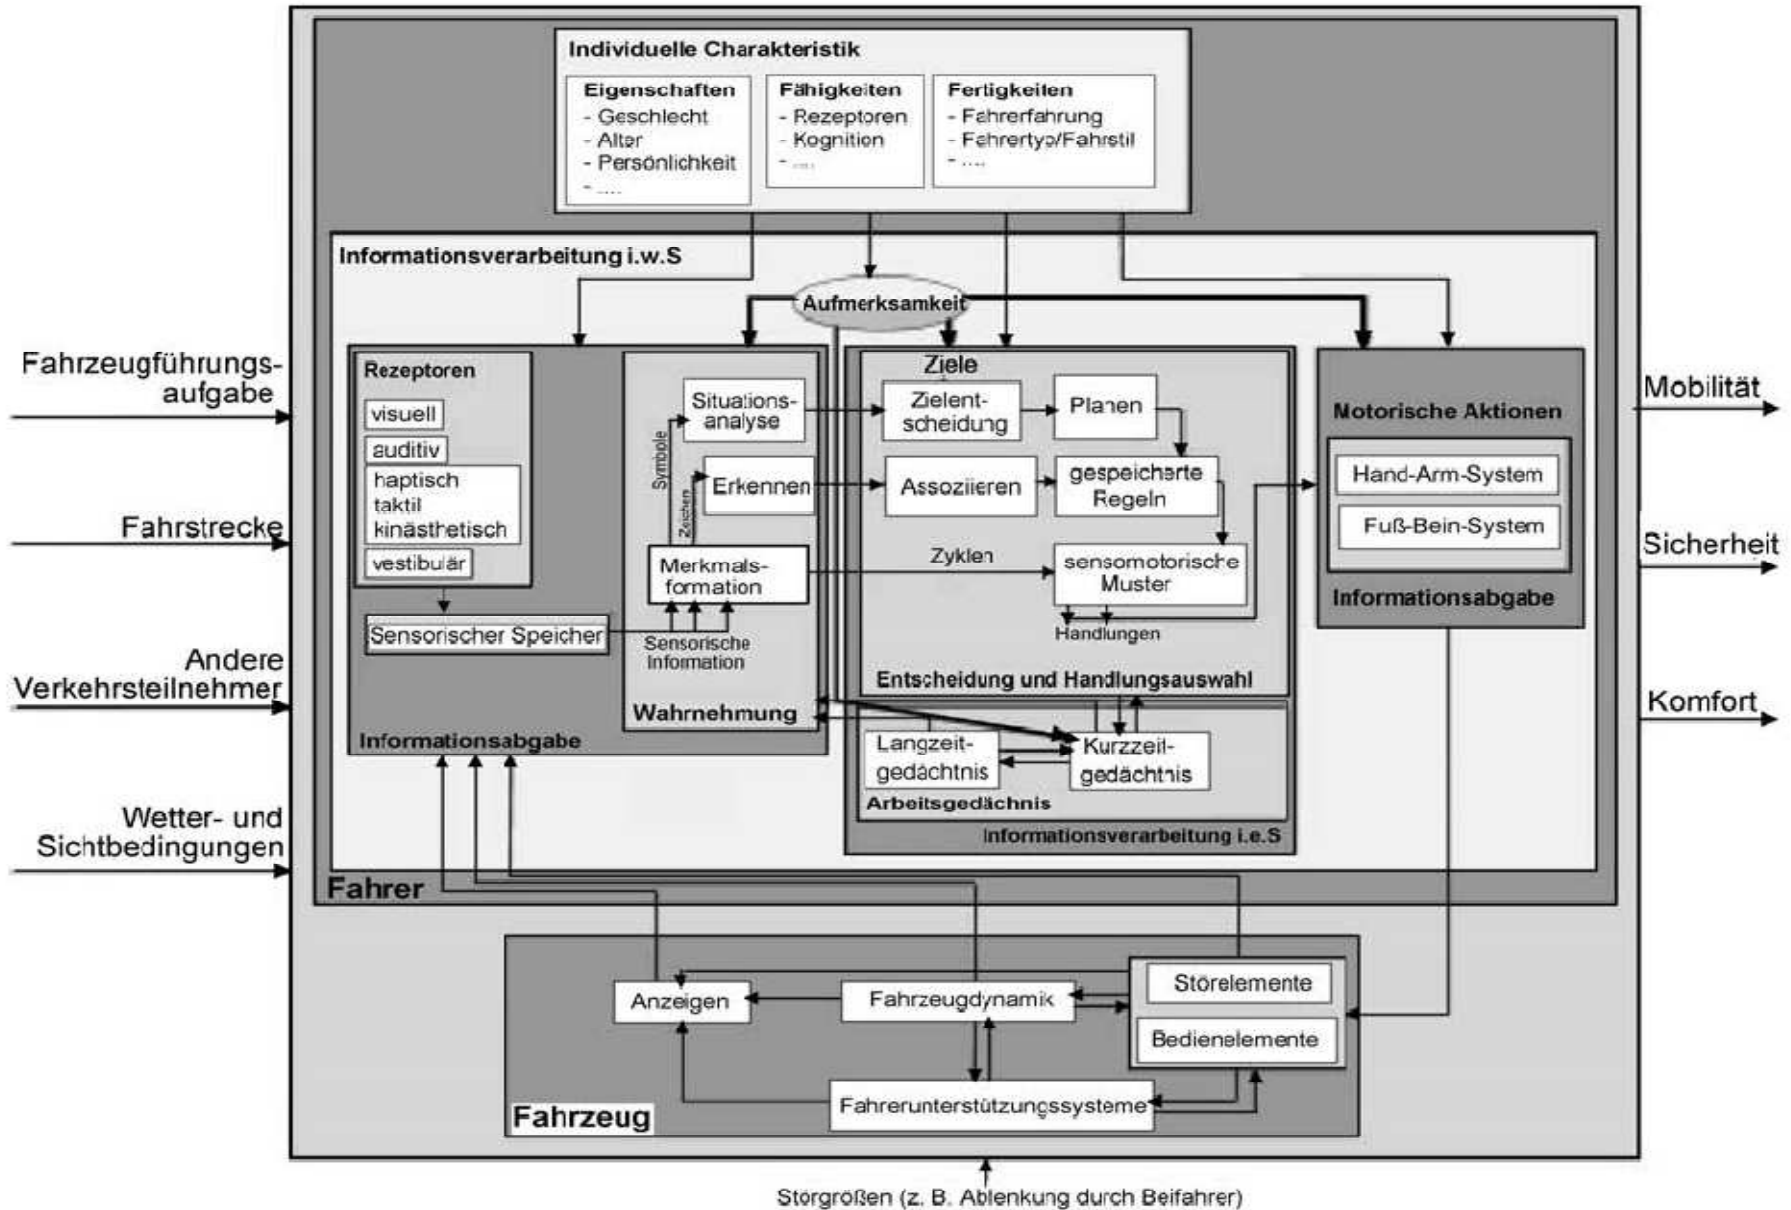 Individuelle Charakteristik
Eigenschaften
- Geschlecht
- Alter
- Persönlichkeit
- ....
Fähigkeiten
- Rezeptoren
- Kognition
- ....
Fertigkeiten
- Fahrerfahrung
- Fahrertyp/Fahrstil
- ....
Informationsverarbeitung i.w.S
Aufmerksamkeit
Fahrzeugführungs-
aufgabe
Fahrstrecke
Andere
Verkehrsteilnehmer
Wetter- und
Sichtbedingungen
Rezeptoren
visuell
auditiv
haptisch
taktil
kinästhetisch
vestibulär
Sensorischer Speicher
Informationsabgabe
Situations-
analyse
Symbole
Zeichen
Erkennen
Merkmals-
formation
Sensorische
Information
Wahrnehmung
Ziele
Zielent-
scheidung
Planen
Assoziieren
gespeicherte
Regeln
Zyklen
sensomotorische
Muster
Handlungen
Entscheidung und Handlungsauswahl
Langzeit-
gedächtnis
Kurzzeil-
gedächtnis
Arbeitsgedächnis
Informationsverarbeitung i.e.S
Motorische Aktionen
Hand-Arm-System
Fuß-Bein-System
Informationsabgabe
Mobilität
Sicherheit
Komfort
Fahrer
Anzeigen
Fahrzeugdynamik
Störelemente
Bedienelemente
Fahrerunterstützungssysteme
Fahrzeug
Störgrößen (z. B. Ablenkung durch Beifahrer)